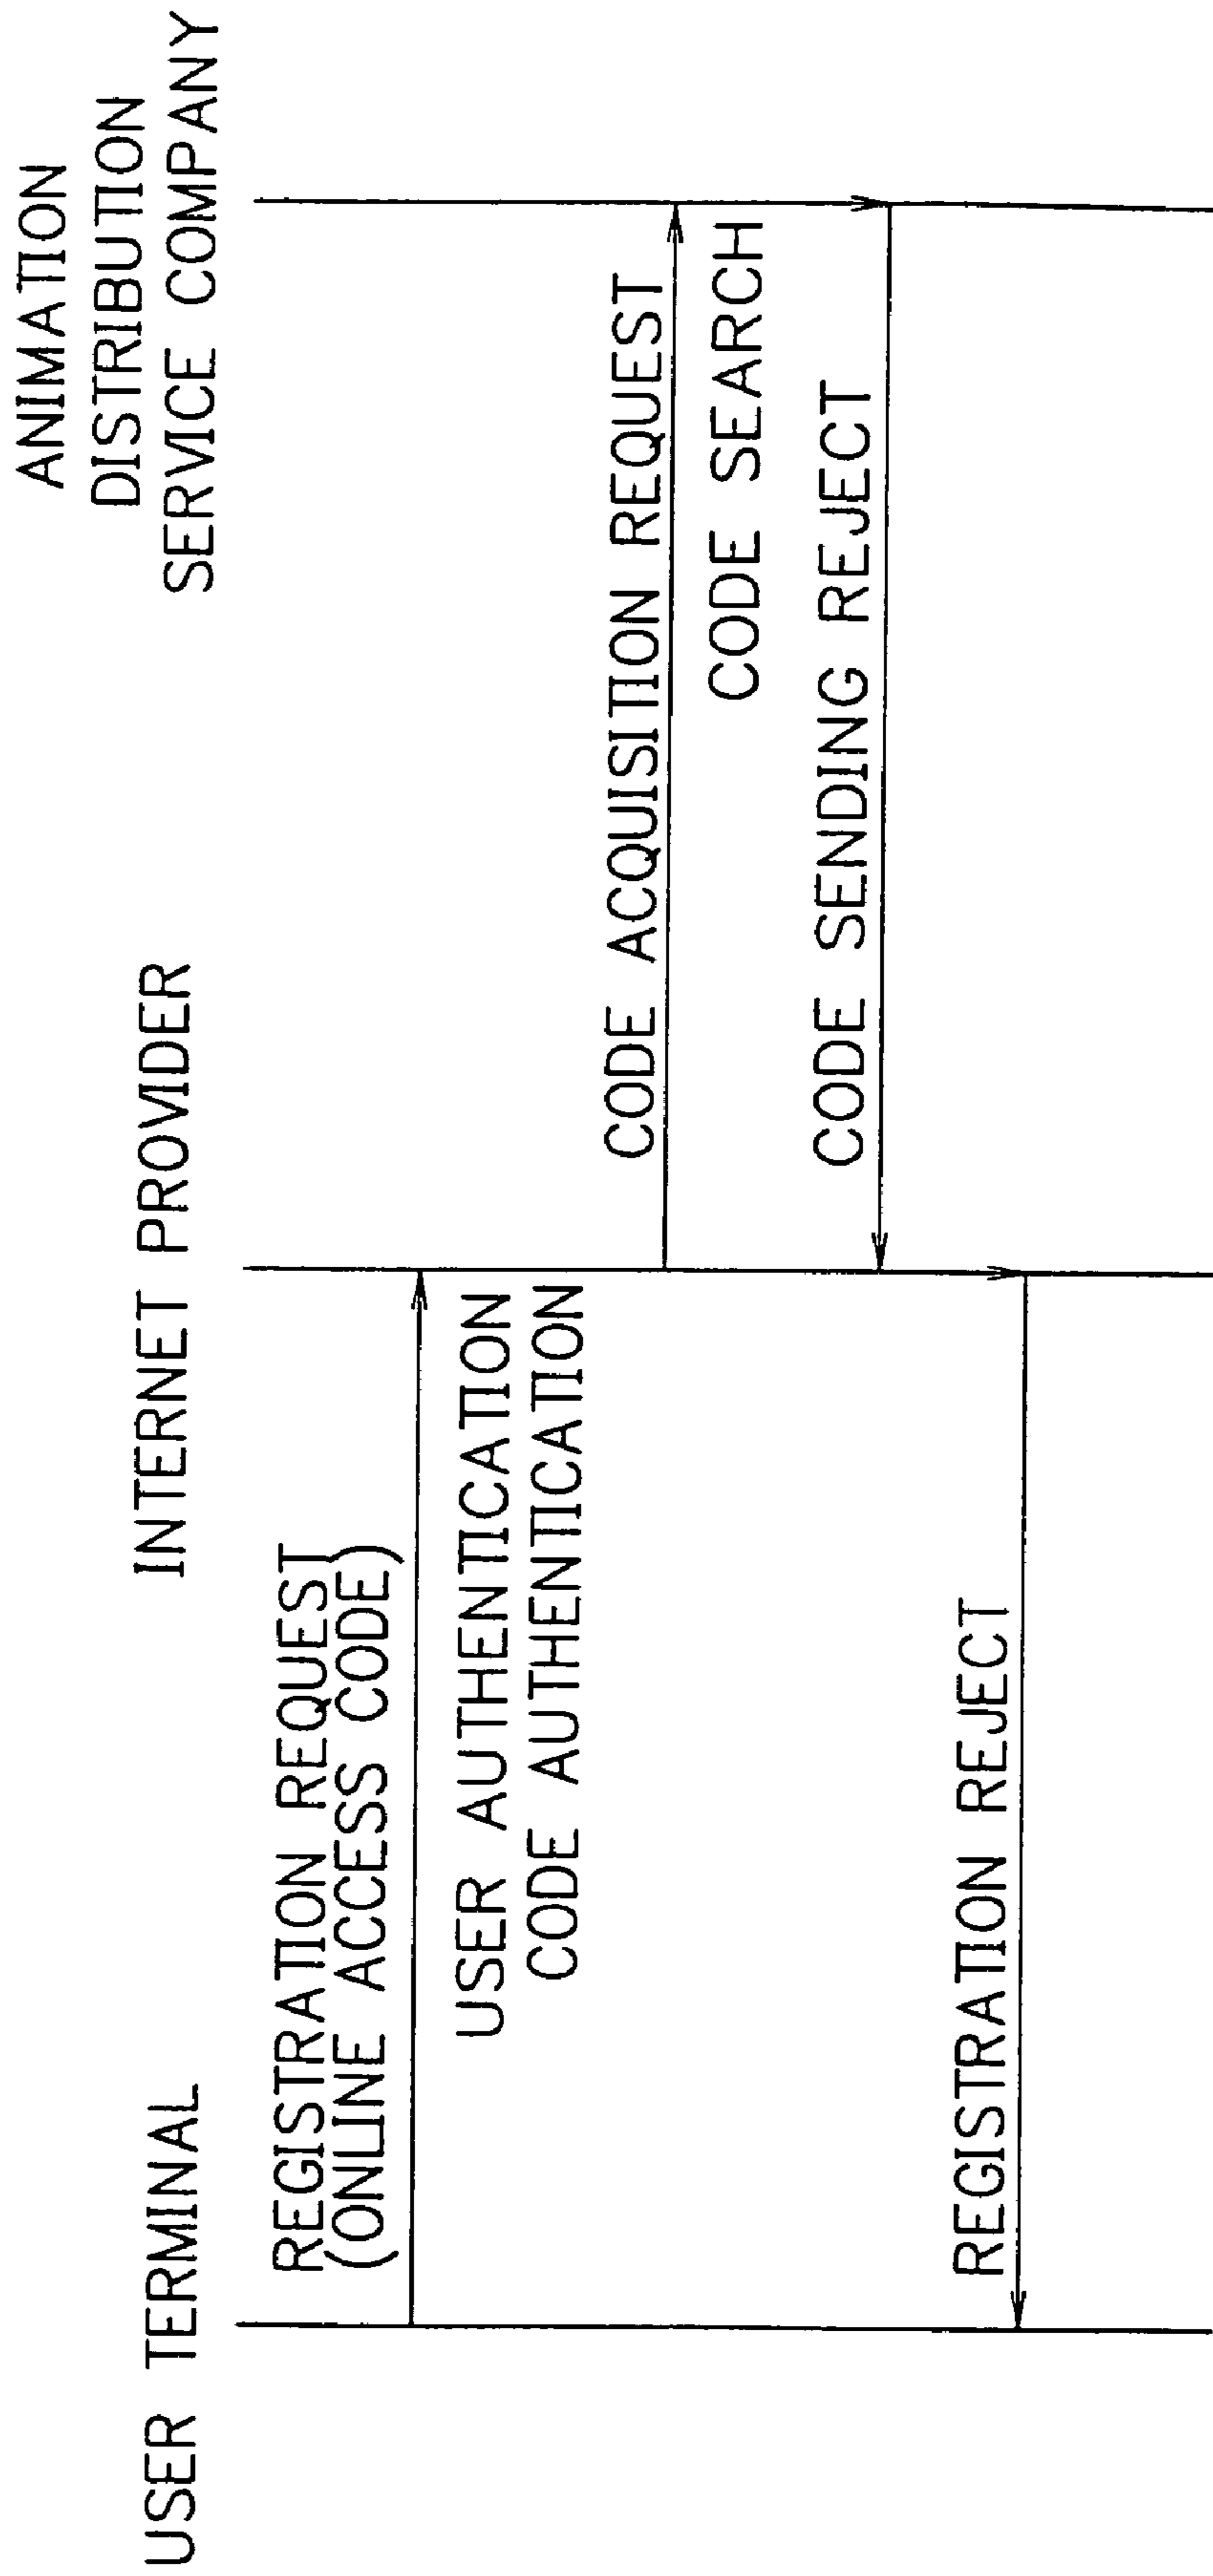 USER TERMINAL
INTERNET PROVIDER
ANIMATION
DISTRIBUTION
SERVICE COMPANY
REGISTRATION REQUEST
(ONLINE ACCESS CODE)
USER AUTHENTICATION
CODE AUTHENTICATION
CODE ACQUISITION REQUEST
CODE SEARCH
CODE SENDING REJECT
REGISTRATION REJECT